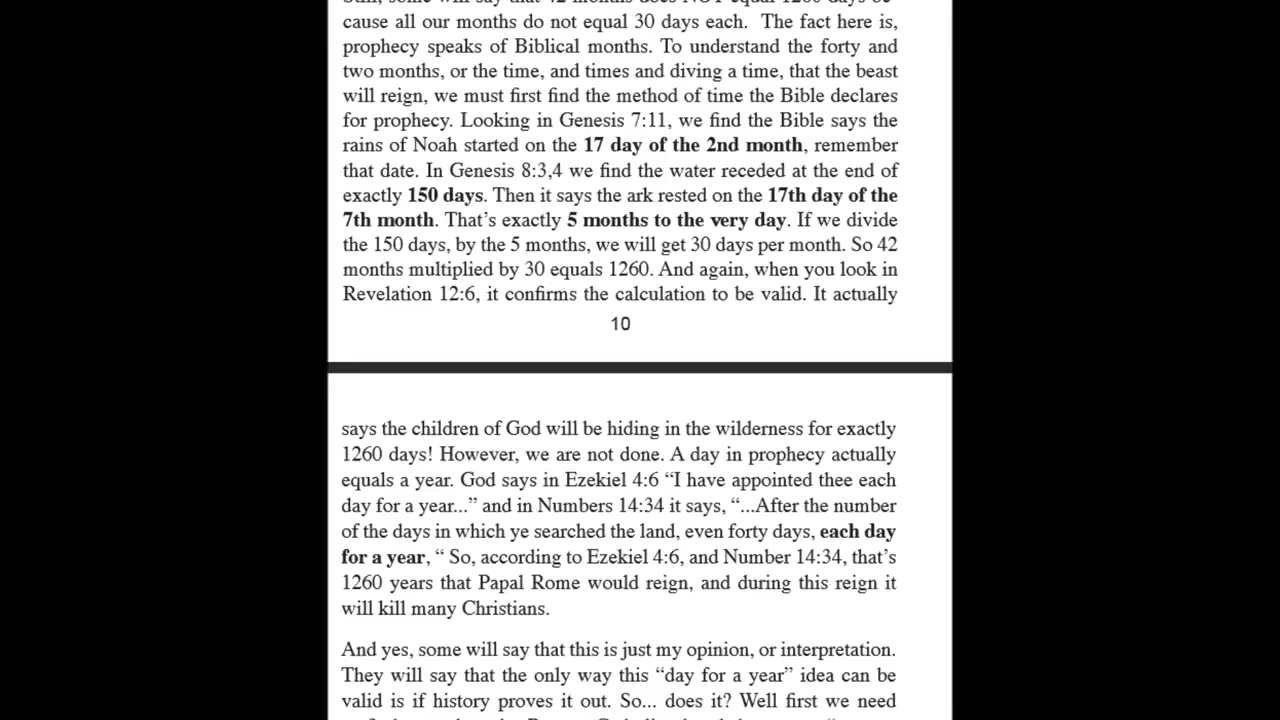 Still, some will say that 42 months does NOT equal 1260 days be-
cause all our months do not equal 30 days each. The fact here is,
prophecy speaks of Biblical months. To understand the forty and
two months, or the time, and times and diving a time, that the beast
will reign, we must first find the method of time the Bible declares
for prophecy. Looking in Genesis 7:11, we find the Bible says the
rains of Noah started on the 17 day of the 2nd month, remember
that date. In Genesis 8:3,4 we find the water receded at the end of
exactly 150 days. Then it says the ark rested on the 17th day of the
7th month. That’s exactly 5 months to the very day. If we divide
the 150 days, by the 5 months, we will get 30 days per month. So 42
months multiplied by 30 equals 1260. And again, when you look in
Revelation 12:6, it confirms the calculation to be valid. It actually
10
says the children of God will be hiding in the wilderness for exactly
1260 days! However, we are not done. A day in prophecy actually
equals a year. God says in Ezekiel 4:6 “I have appointed thee each
day for a year...” and in Numbers 14:34 it says, “...After the number
of the days in which ye searched the land, even forty days, each day
for a year, “ So, according to Ezekiel 4:6, and Number 14:34, that’s
1260 years that Papal Rome would reign, and during this reign it
will kill many Christians.
And yes, some will say that this is just my opinion, or interpretation.
They will say that the only way this “day for a year” idea can be
valid is if history proves it out. So... does it? Well first we need